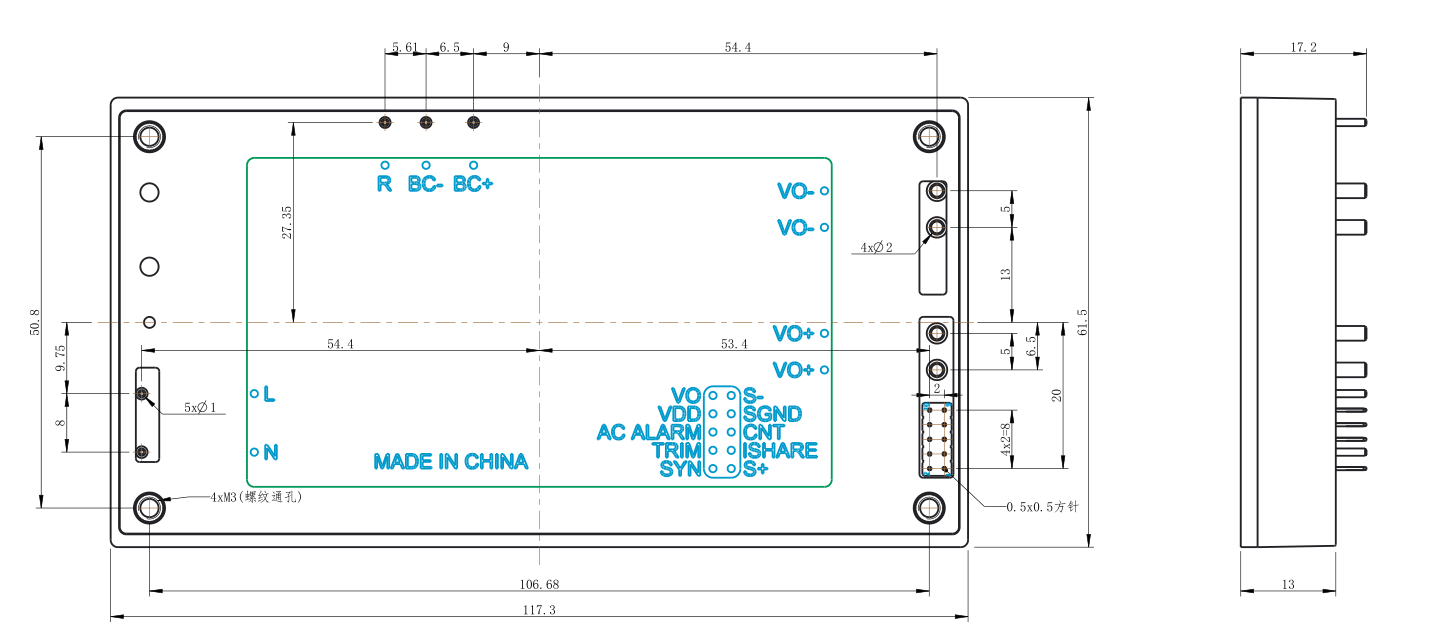 5.61 6.5 9 54.4 17.2
R BC- BC+
VO-
5
27.35
VO-
4xØ2
13
50.8
61.5
9.75
54.4
53.4
VO+
5
6.5
VO+
2
20
L
5xØ1
8
VO S-
VDD SGND
AC ALARM CNT
TRIM ISHARE
SYN S+
4x2=8
N
MADE IN CHINA
4xM3(螺纹通孔)
0.5x0.5方针
106.68
13
117.3